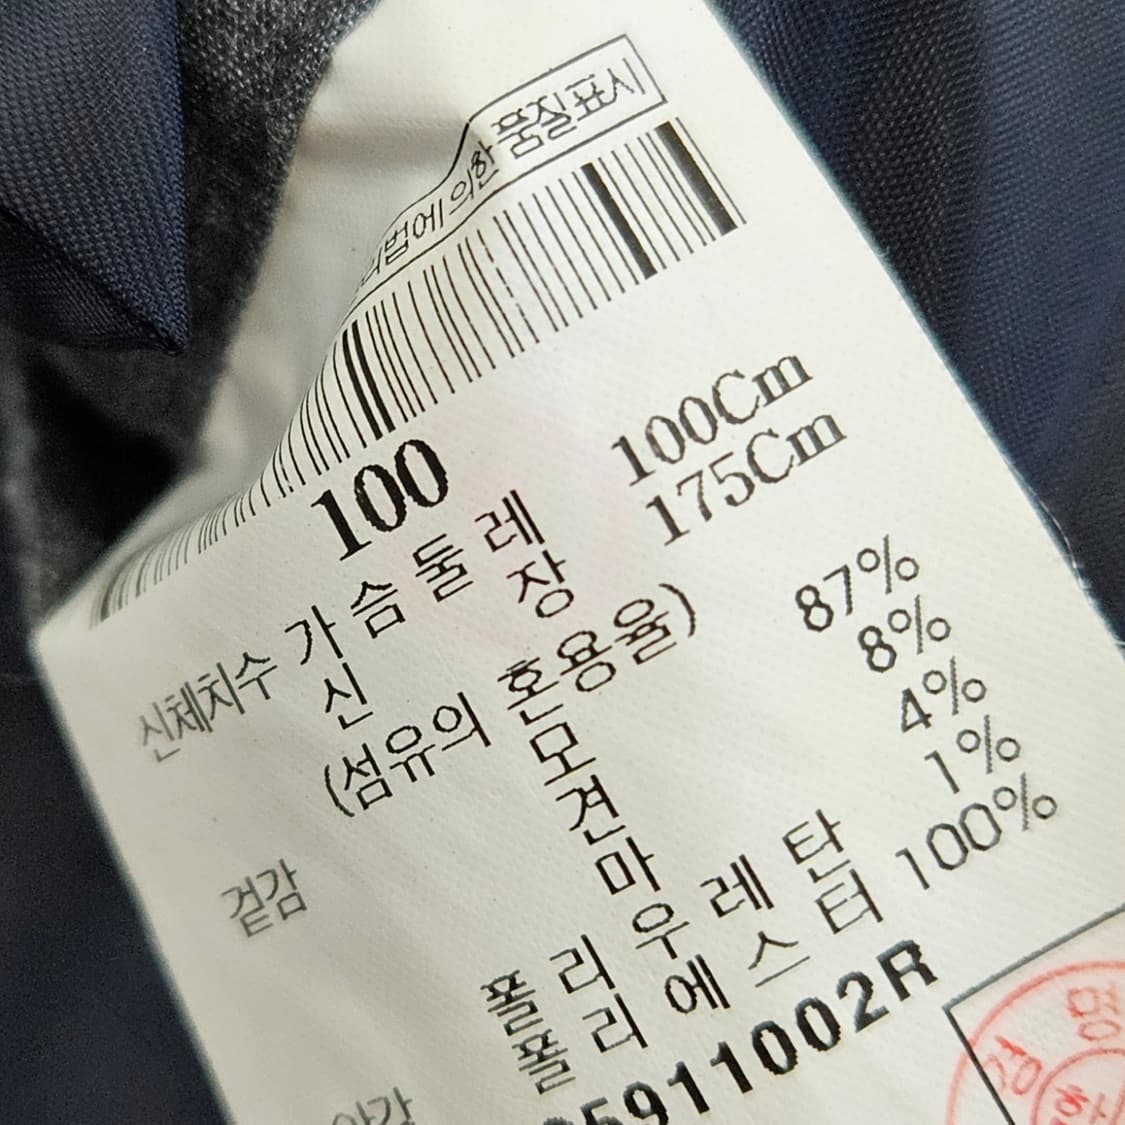 법에 의한 품질표시
100
신체치수 가슴둘레 100Cm
신 장 175Cm
(섬유의 혼용율)
겉감 모 87%
견 8%
마 4%
폴리우레탄 1%
안감 폴리에스터 100%
5911002R